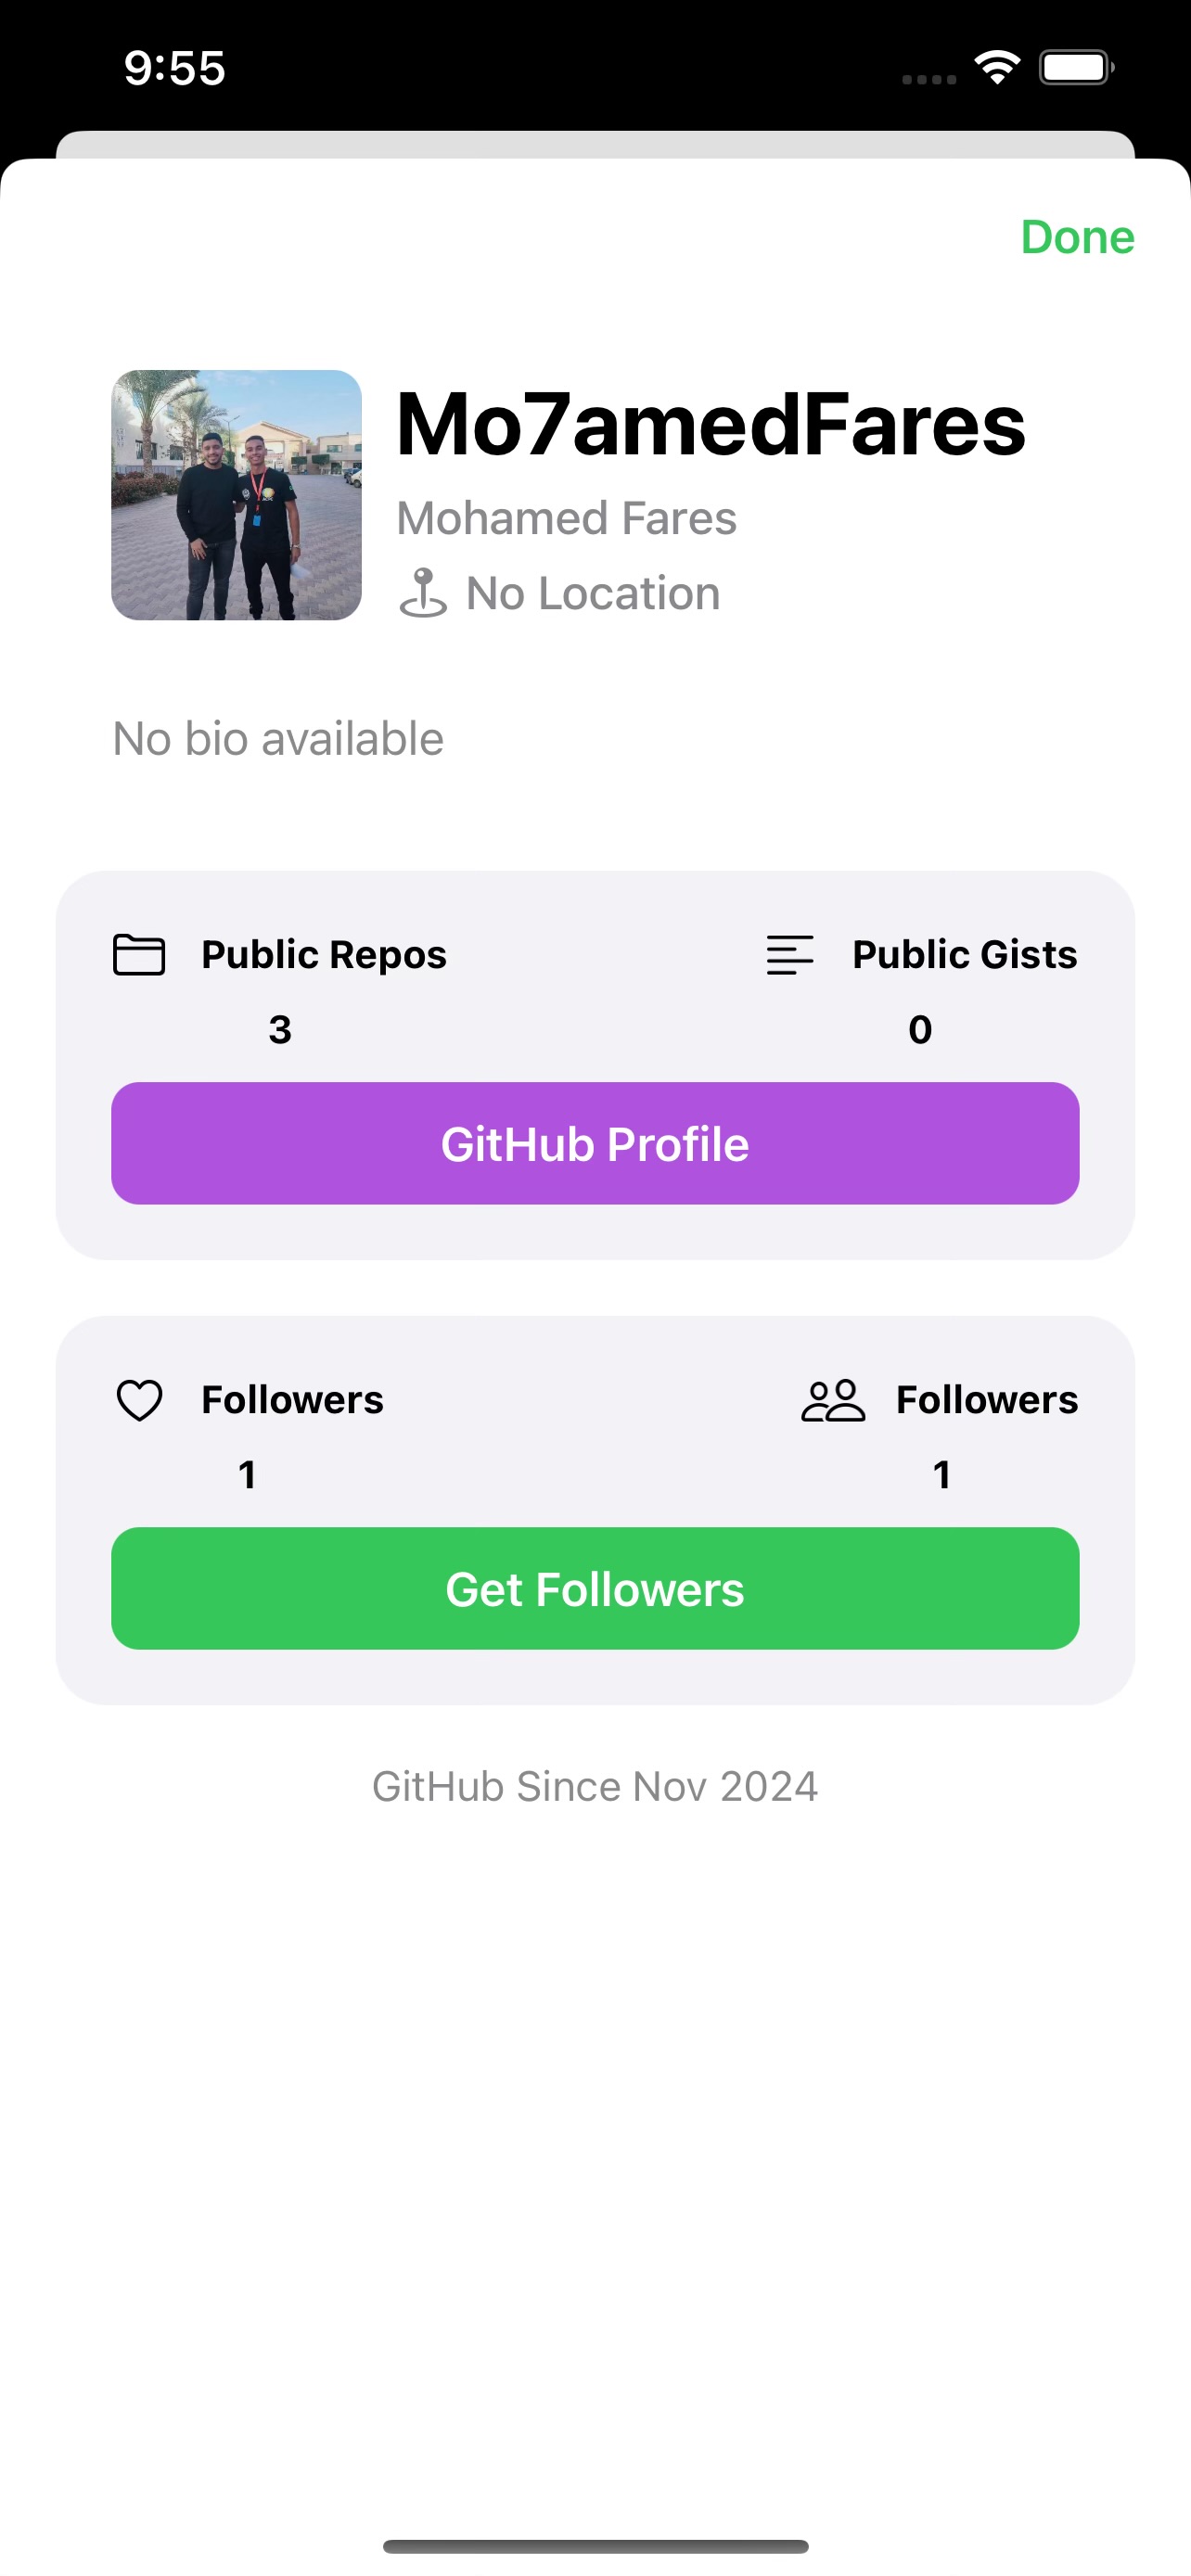 9:55
Done
Mo7amedFares
Mohamed Fares
No Location
No bio available
Public Repos
3
Public Gists
0
GitHub Profile
Followers
1
Followers
1
Get Followers
GitHub Since Nov 2024